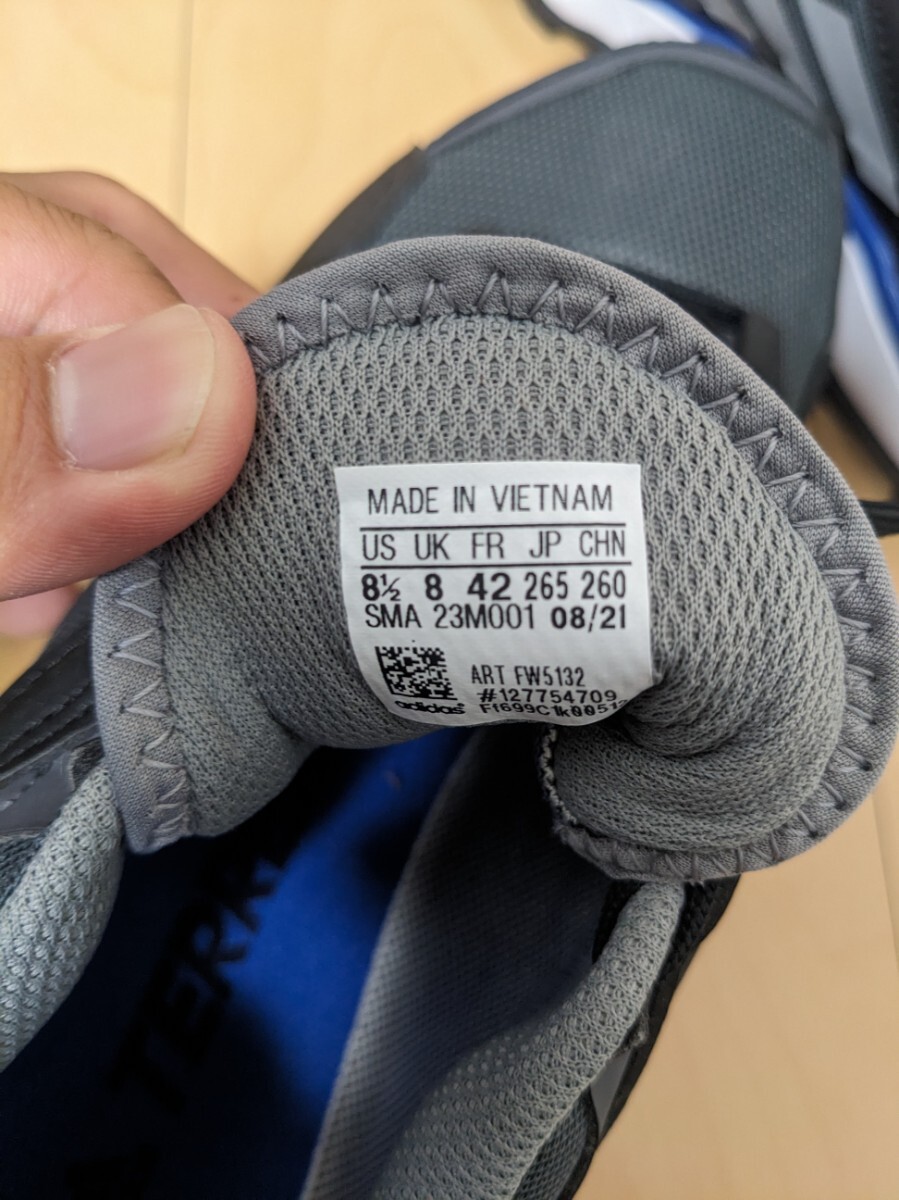 MADE IN VIETNAM
US UK FR JP CHN
8½ 8 42 265 260
SMA 23M001 08/21
ART FW5132
#127754709
adidas